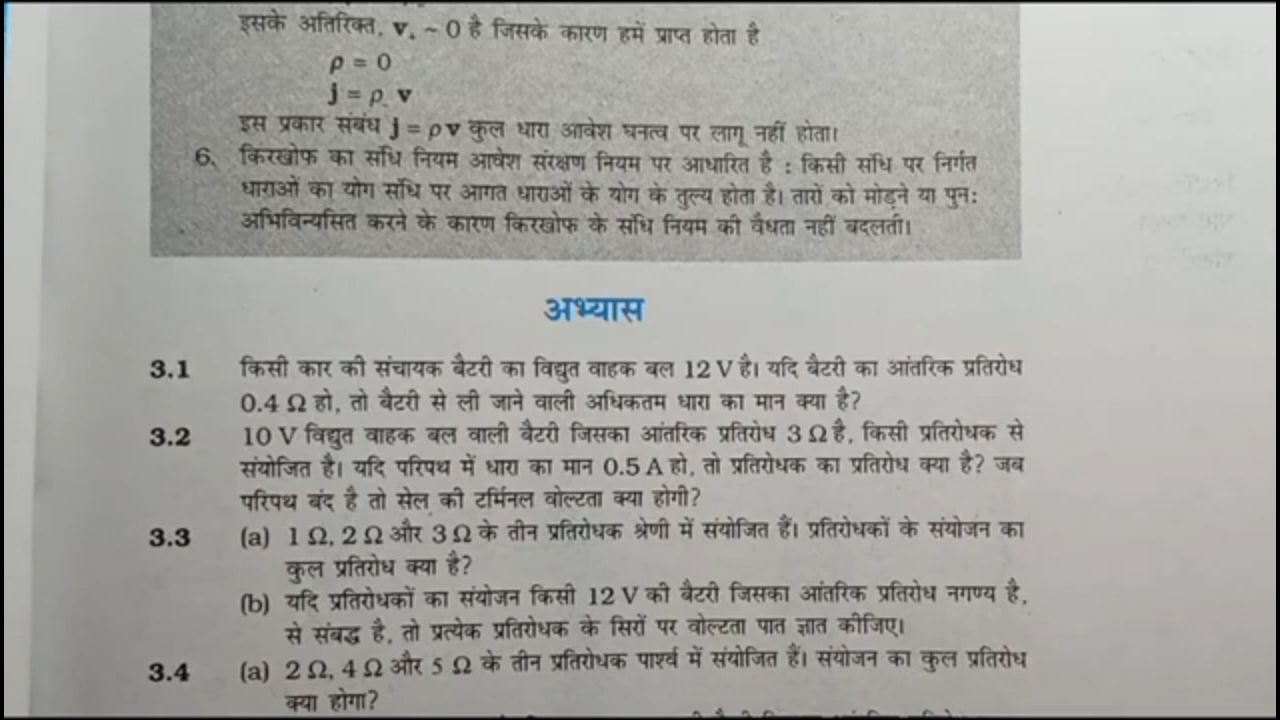 इसके अतिरिक्त, v₊ ~ 0 है जिसके कारण हमें प्राप्त होता है
ρ = 0
j = ρ v
इस प्रकार संबंध j = ρv कुल धारा आवेश घनत्व पर लागू नहीं होता।
6. किरखोफ का संधि नियम आवेश संरक्षण नियम पर आधारित है : किसी संधि पर निर्गत
धाराओं का योग संधि पर आगत धाराओं के योग के तुल्य होता है। तारों को मोड़ने या पुन:
अभिविन्यसित करने के कारण किरखोफ के संधि नियम की वैधता नहीं बदलती।
अभ्यास
3.1 किसी कार की संचायक बैटरी का विद्युत वाहक बल 12 V है। यदि बैटरी का आंतरिक प्रतिरोध
0.4 Ω हो, तो बैटरी से ली जाने वाली अधिकतम धारा का मान क्या है?
3.2 10 V विद्युत वाहक बल वाली बैटरी जिसका आंतरिक प्रतिरोध 3 Ω है, किसी प्रतिरोधक से
संयोजित है। यदि परिपथ में धारा का मान 0.5 A हो, तो प्रतिरोधक का प्रतिरोध क्या है? जब
परिपथ बंद है तो सेल की टर्मिनल वोल्टता क्या होगी?
3.3 (a) 1 Ω, 2 Ω और 3 Ω के तीन प्रतिरोधक श्रेणी में संयोजित हैं। प्रतिरोधकों के संयोजन का
कुल प्रतिरोध क्या है?
(b) यदि प्रतिरोधकों का संयोजन किसी 12 V की बैटरी जिसका आंतरिक प्रतिरोध नगण्य है,
से संबद्ध है, तो प्रत्येक प्रतिरोधक के सिरों पर वोल्टता पात ज्ञात कीजिए।
3.4 (a) 2 Ω, 4 Ω और 5 Ω के तीन प्रतिरोधक पार्श्व में संयोजित हैं। संयोजन का कुल प्रतिरोध
क्या होगा?